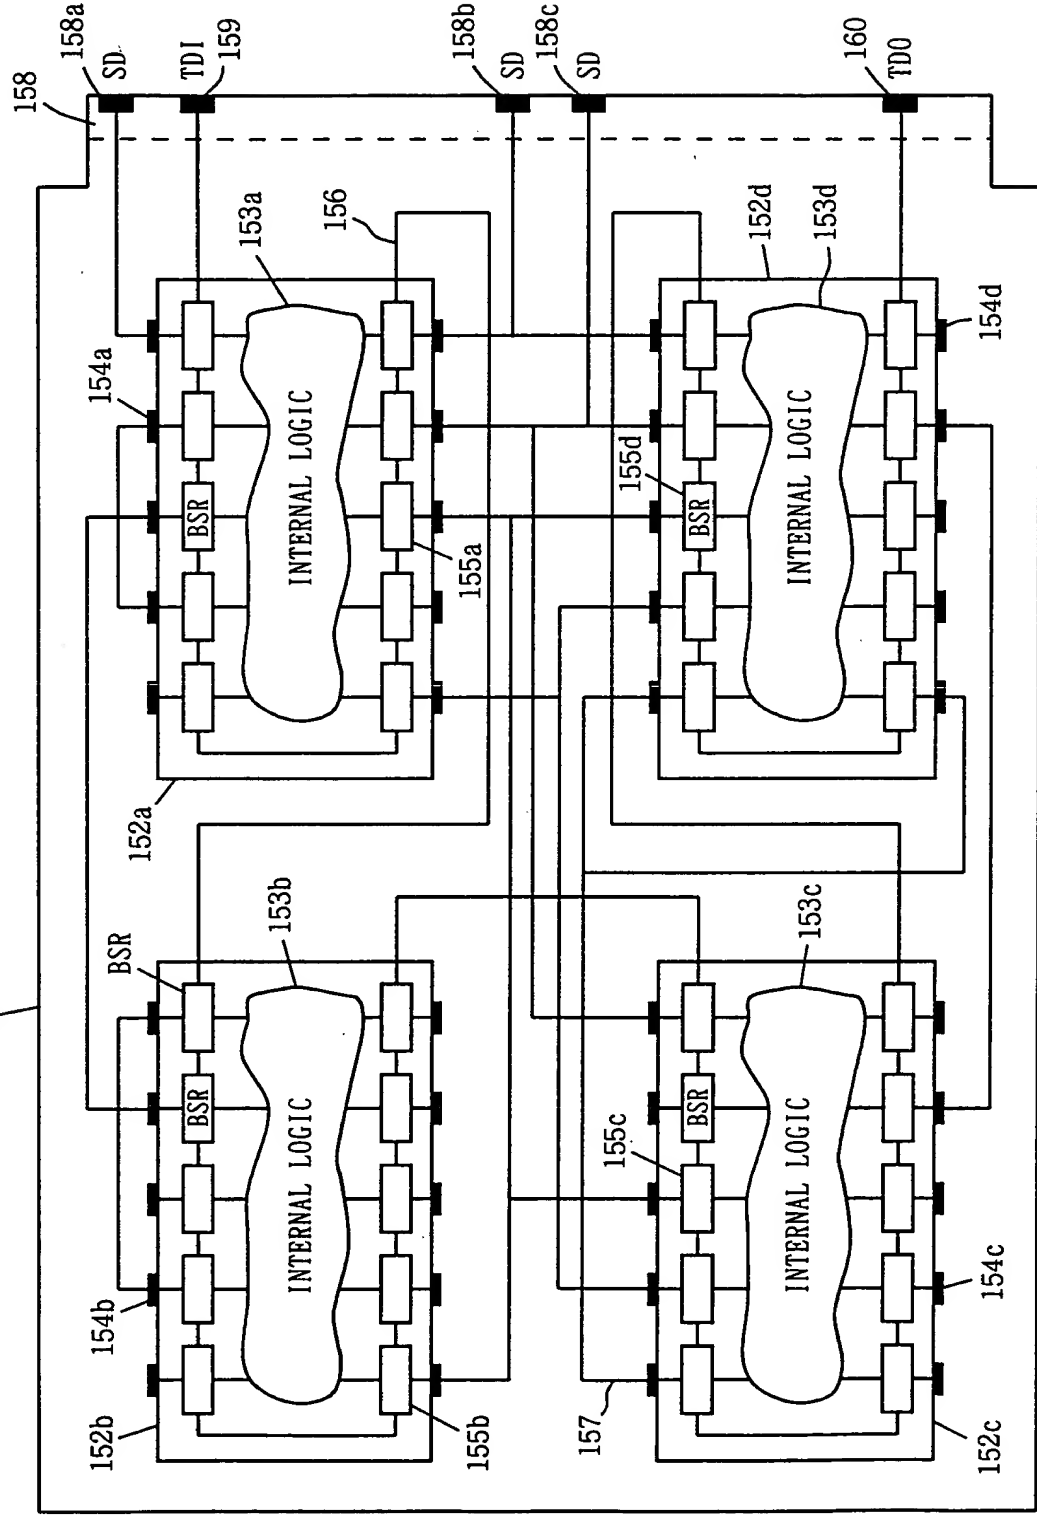 158
158a
SD
152b
154b
BSR
152a
154a
TDI
159
BSR
BSR
153b
153a
INTERNAL LOGIC
INTERNAL LOGIC
156
155b
155a
158b
SD
158c
SD
157
155c
155d
BSR
BSR
152d
INTERNAL LOGIC
INTERNAL LOGIC
153c
153d
160
TDO
152c
154c
154d